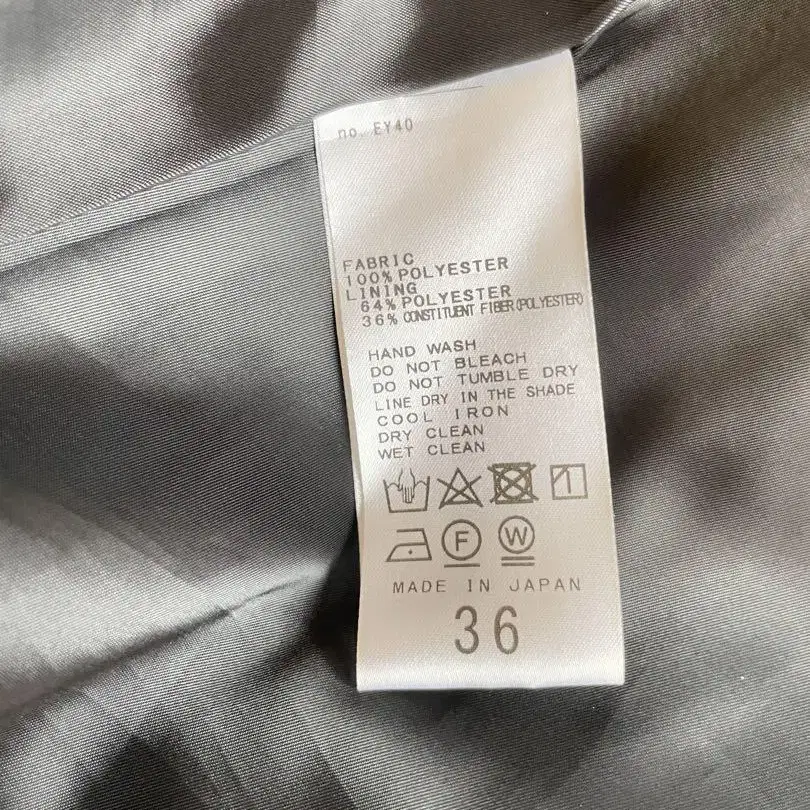 no. EY40
FABRIC
100% POLYESTER
LINING
64% POLYESTER
36% CONSTITUENT FIBER(POLYESTER)
HAND WASH
DO NOT BLEACH
DO NOT TUMBLE DRY
LINE DRY IN THE SHADE
COOL IRON
DRY CLEAN
WET CLEAN
F W
MADE IN JAPAN
36